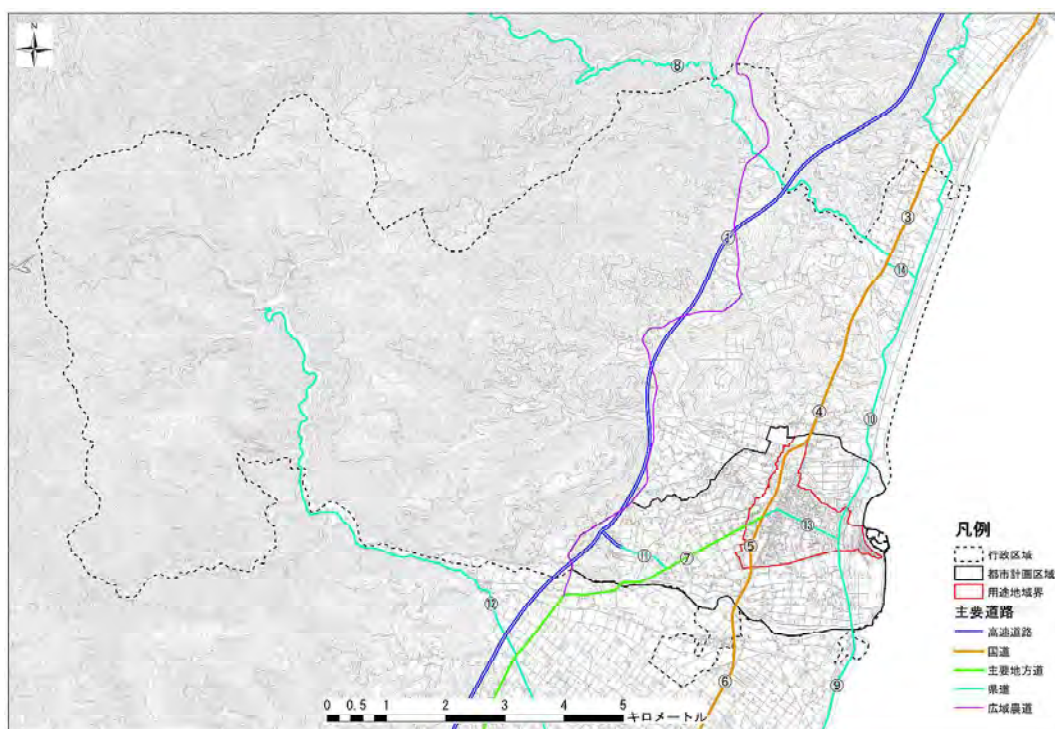 N
⑧
③
①
⑭
④
⑩
⑬
⑤
⑦
⑪
⑫
⑥
⑨
凡例
行政区域
都市計画区域
用途地域界
主要道路
高速道路
国道
主要地方道
県道
広域農道
0 0.5 1 2 3 4 5
キロメートル